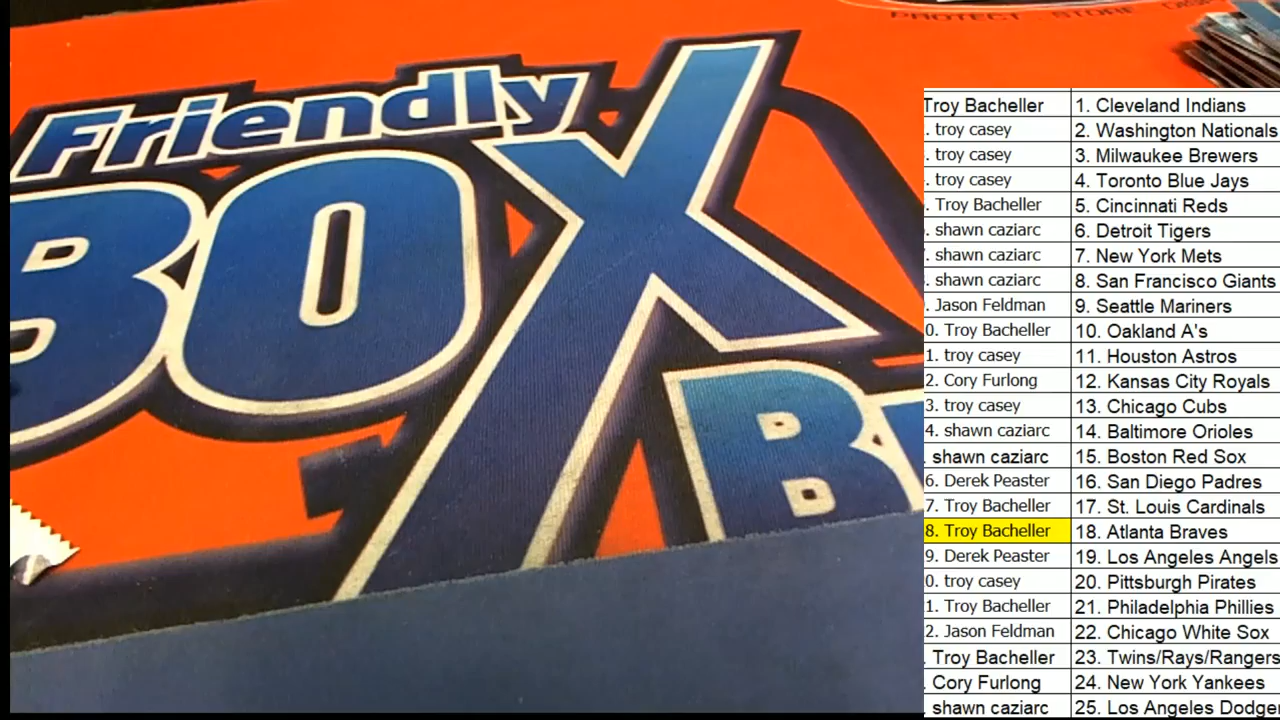 PROTECT STORE
Friendly
BOX
B
Troy Bacheller 1. Cleveland Indians
. troy casey 2. Washington Nationals
. troy casey 3. Milwaukee Brewers
. troy casey 4. Toronto Blue Jays
. Troy Bacheller 5. Cincinnati Reds
. shawn caziarc 6. Detroit Tigers
. shawn caziarc 7. New York Mets
. shawn caziarc 8. San Francisco Giants
. Jason Feldman 9. Seattle Mariners
0. Troy Bacheller 10. Oakland A's
1. troy casey 11. Houston Astros
2. Cory Furlong 12. Kansas City Royals
3. troy casey 13. Chicago Cubs
4. shawn caziarc 14. Baltimore Orioles
. shawn caziarc 15. Boston Red Sox
6. Derek Peaster 16. San Diego Padres
7. Troy Bacheller 17. St. Louis Cardinals
8. Troy Bacheller 18. Atlanta Braves
9. Derek Peaster 19. Los Angeles Angels
0. troy casey 20. Pittsburgh Pirates
1. Troy Bacheller 21. Philadelphia Phillies
2. Jason Feldman 22. Chicago White Sox
. Troy Bacheller 23. Twins/Rays/Rangers
. Cory Furlong 24. New York Yankees
. shawn caziarc 25. Los Angeles Dodge